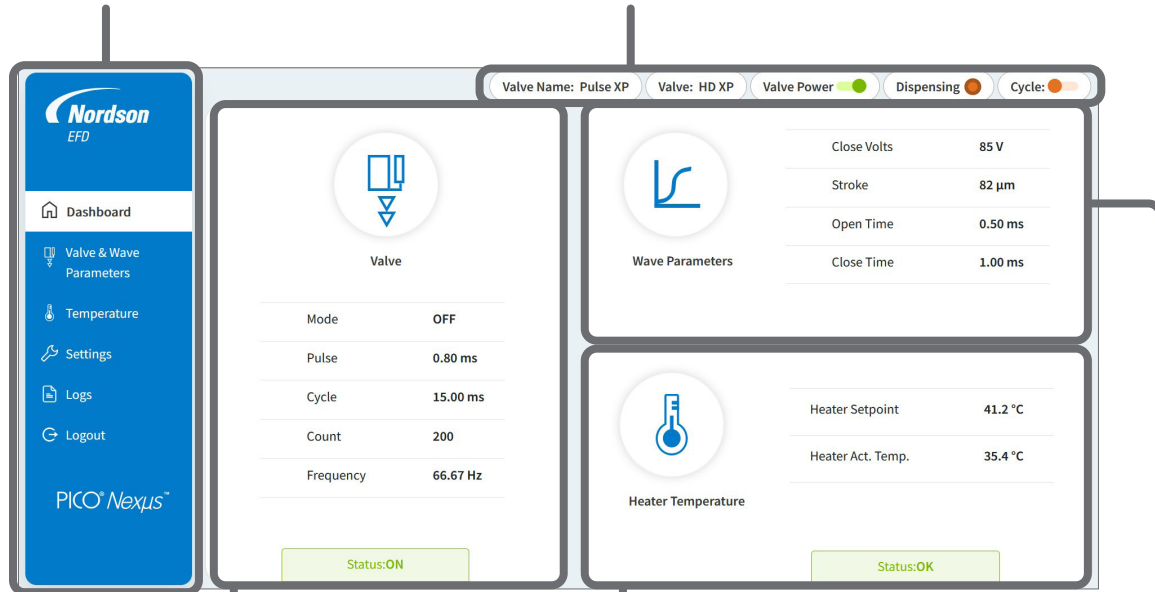 Nordson
EFD
Dashboard
Valve & Wave
Parameters
Temperature
Settings
Logs
Logout
PICO® Nexµs™
Valve Name: Pulse XP
Valve: HD XP
Valve Power
Dispensing
Cycle:
Valve
Mode OFF
Pulse 0.80 ms
Cycle 15.00 ms
Count 200
Frequency 66.67 Hz
Status:ON
Wave Parameters
Close Volts 85 V
Stroke 82 µm
Open Time 0.50 ms
Close Time 1.00 ms
Heater Temperature
Heater Setpoint 41.2 °C
Heater Act. Temp. 35.4 °C
Status:OK